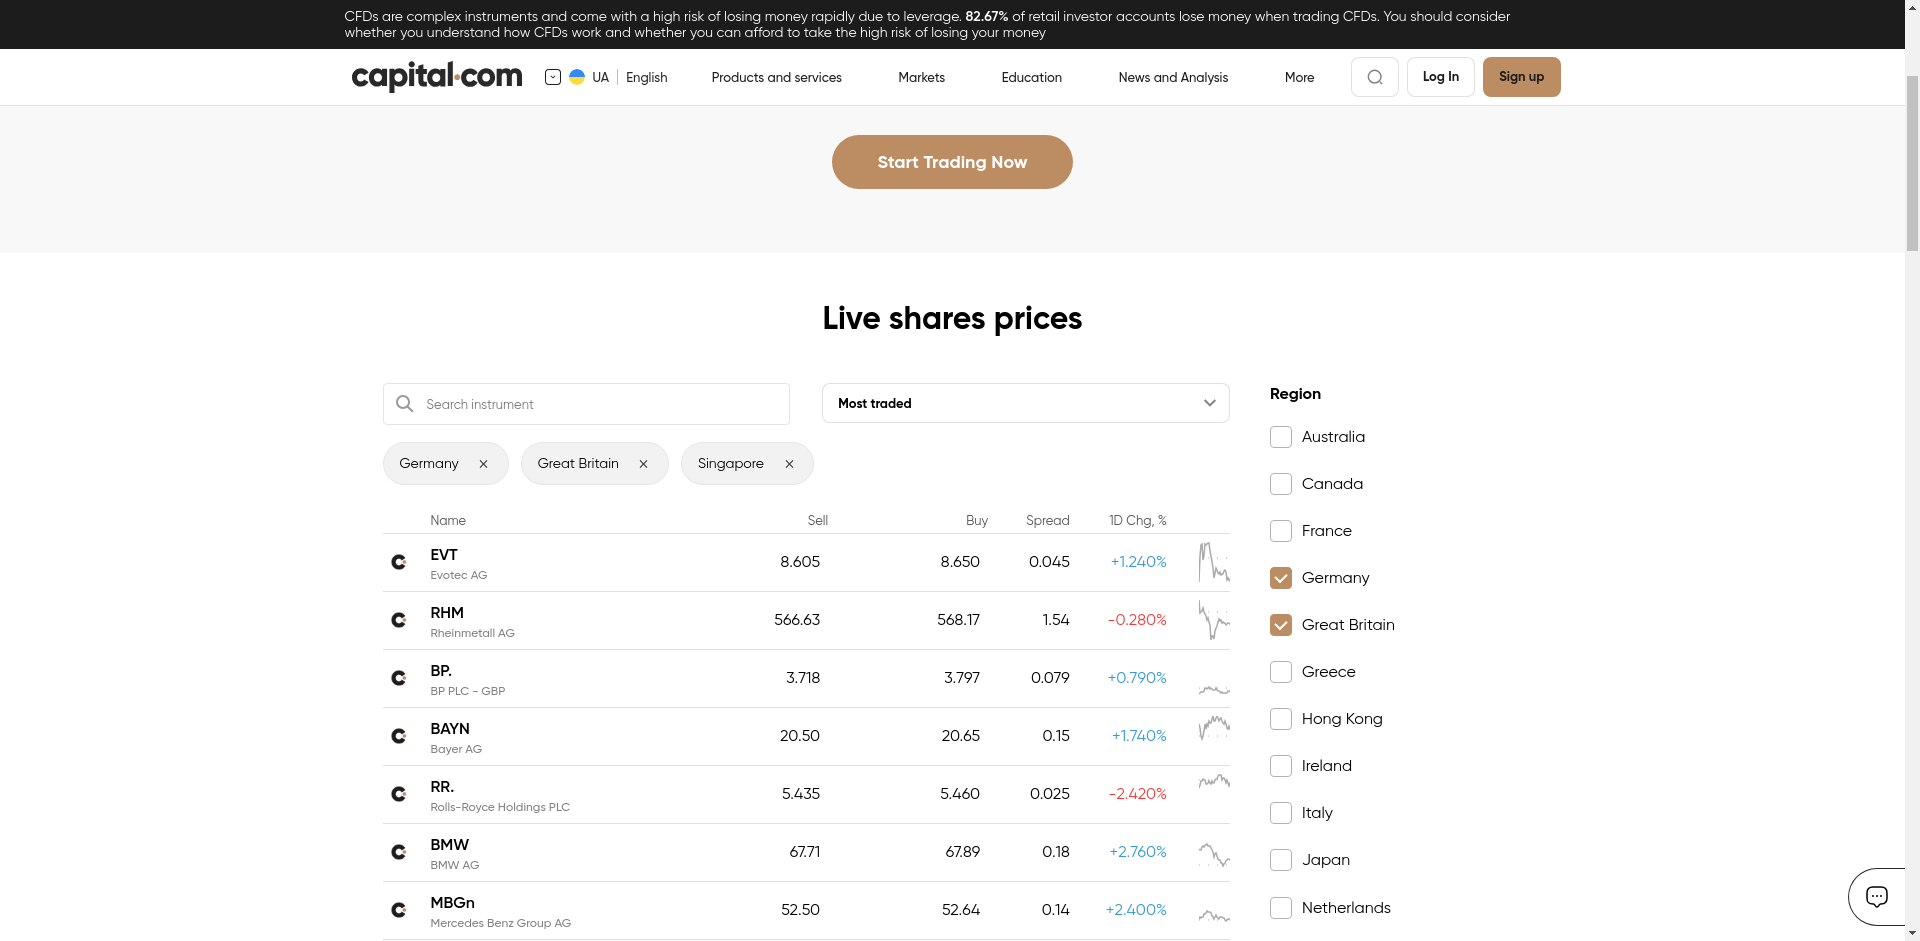 CFDs are complex instruments and come with a high risk of losing money rapidly due to leverage. 82.67% of retail investor accounts lose money when trading CFDs. You should consider
whether you understand how CFDs work and whether you can afford to take the high risk of losing your money
capital.com UA English Products and services Markets Education News and Analysis More Log In Sign up
Start Trading Now
Live shares prices
Search instrument
Most traded
Germany × Great Britain × Singapore ×
Name Sell Buy Spread 1D Chg, %
EVT 8.605 8.650 0.045 +1.240%
Evotec AG
RHM 566.63 568.17 1.54 -0.280%
Rheinmetall AG
BP. 3.718 3.797 0.079 +0.790%
BP PLC - GBP
BAYN 20.50 20.65 0.15 +1.740%
Bayer AG
RR. 5.435 5.460 0.025 -2.420%
Rolls-Royce Holdings PLC
BMW 67.71 67.89 0.18 +2.760%
BMW AG
MBGn 52.50 52.64 0.14 +2.400%
Mercedes Benz Group AG
Region
Australia
Canada
France
Germany
Great Britain
Greece
Hong Kong
Ireland
Italy
Japan
Netherlands